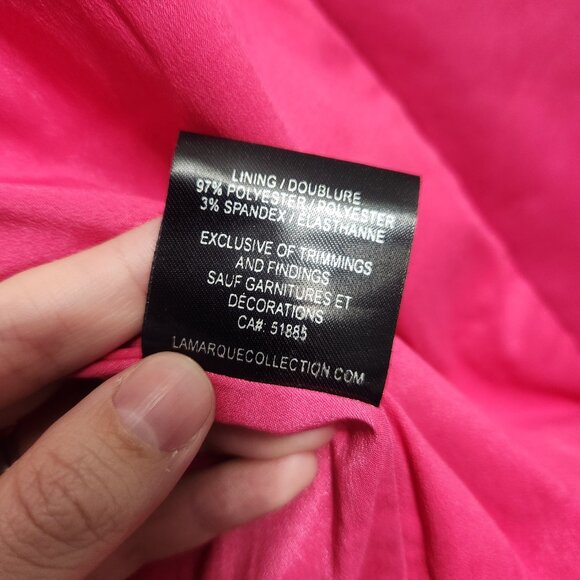 LINING / DOUBLURE
97% POLYESTER / POLYESTER
3% SPANDEX / ELASTHANNE
EXCLUSIVE OF TRIMMINGS
AND FINDINGS
SAUF GARNITURES ET
DÉCORATIONS
CA#: 51885
LAMARQUECOLLECTION.COM